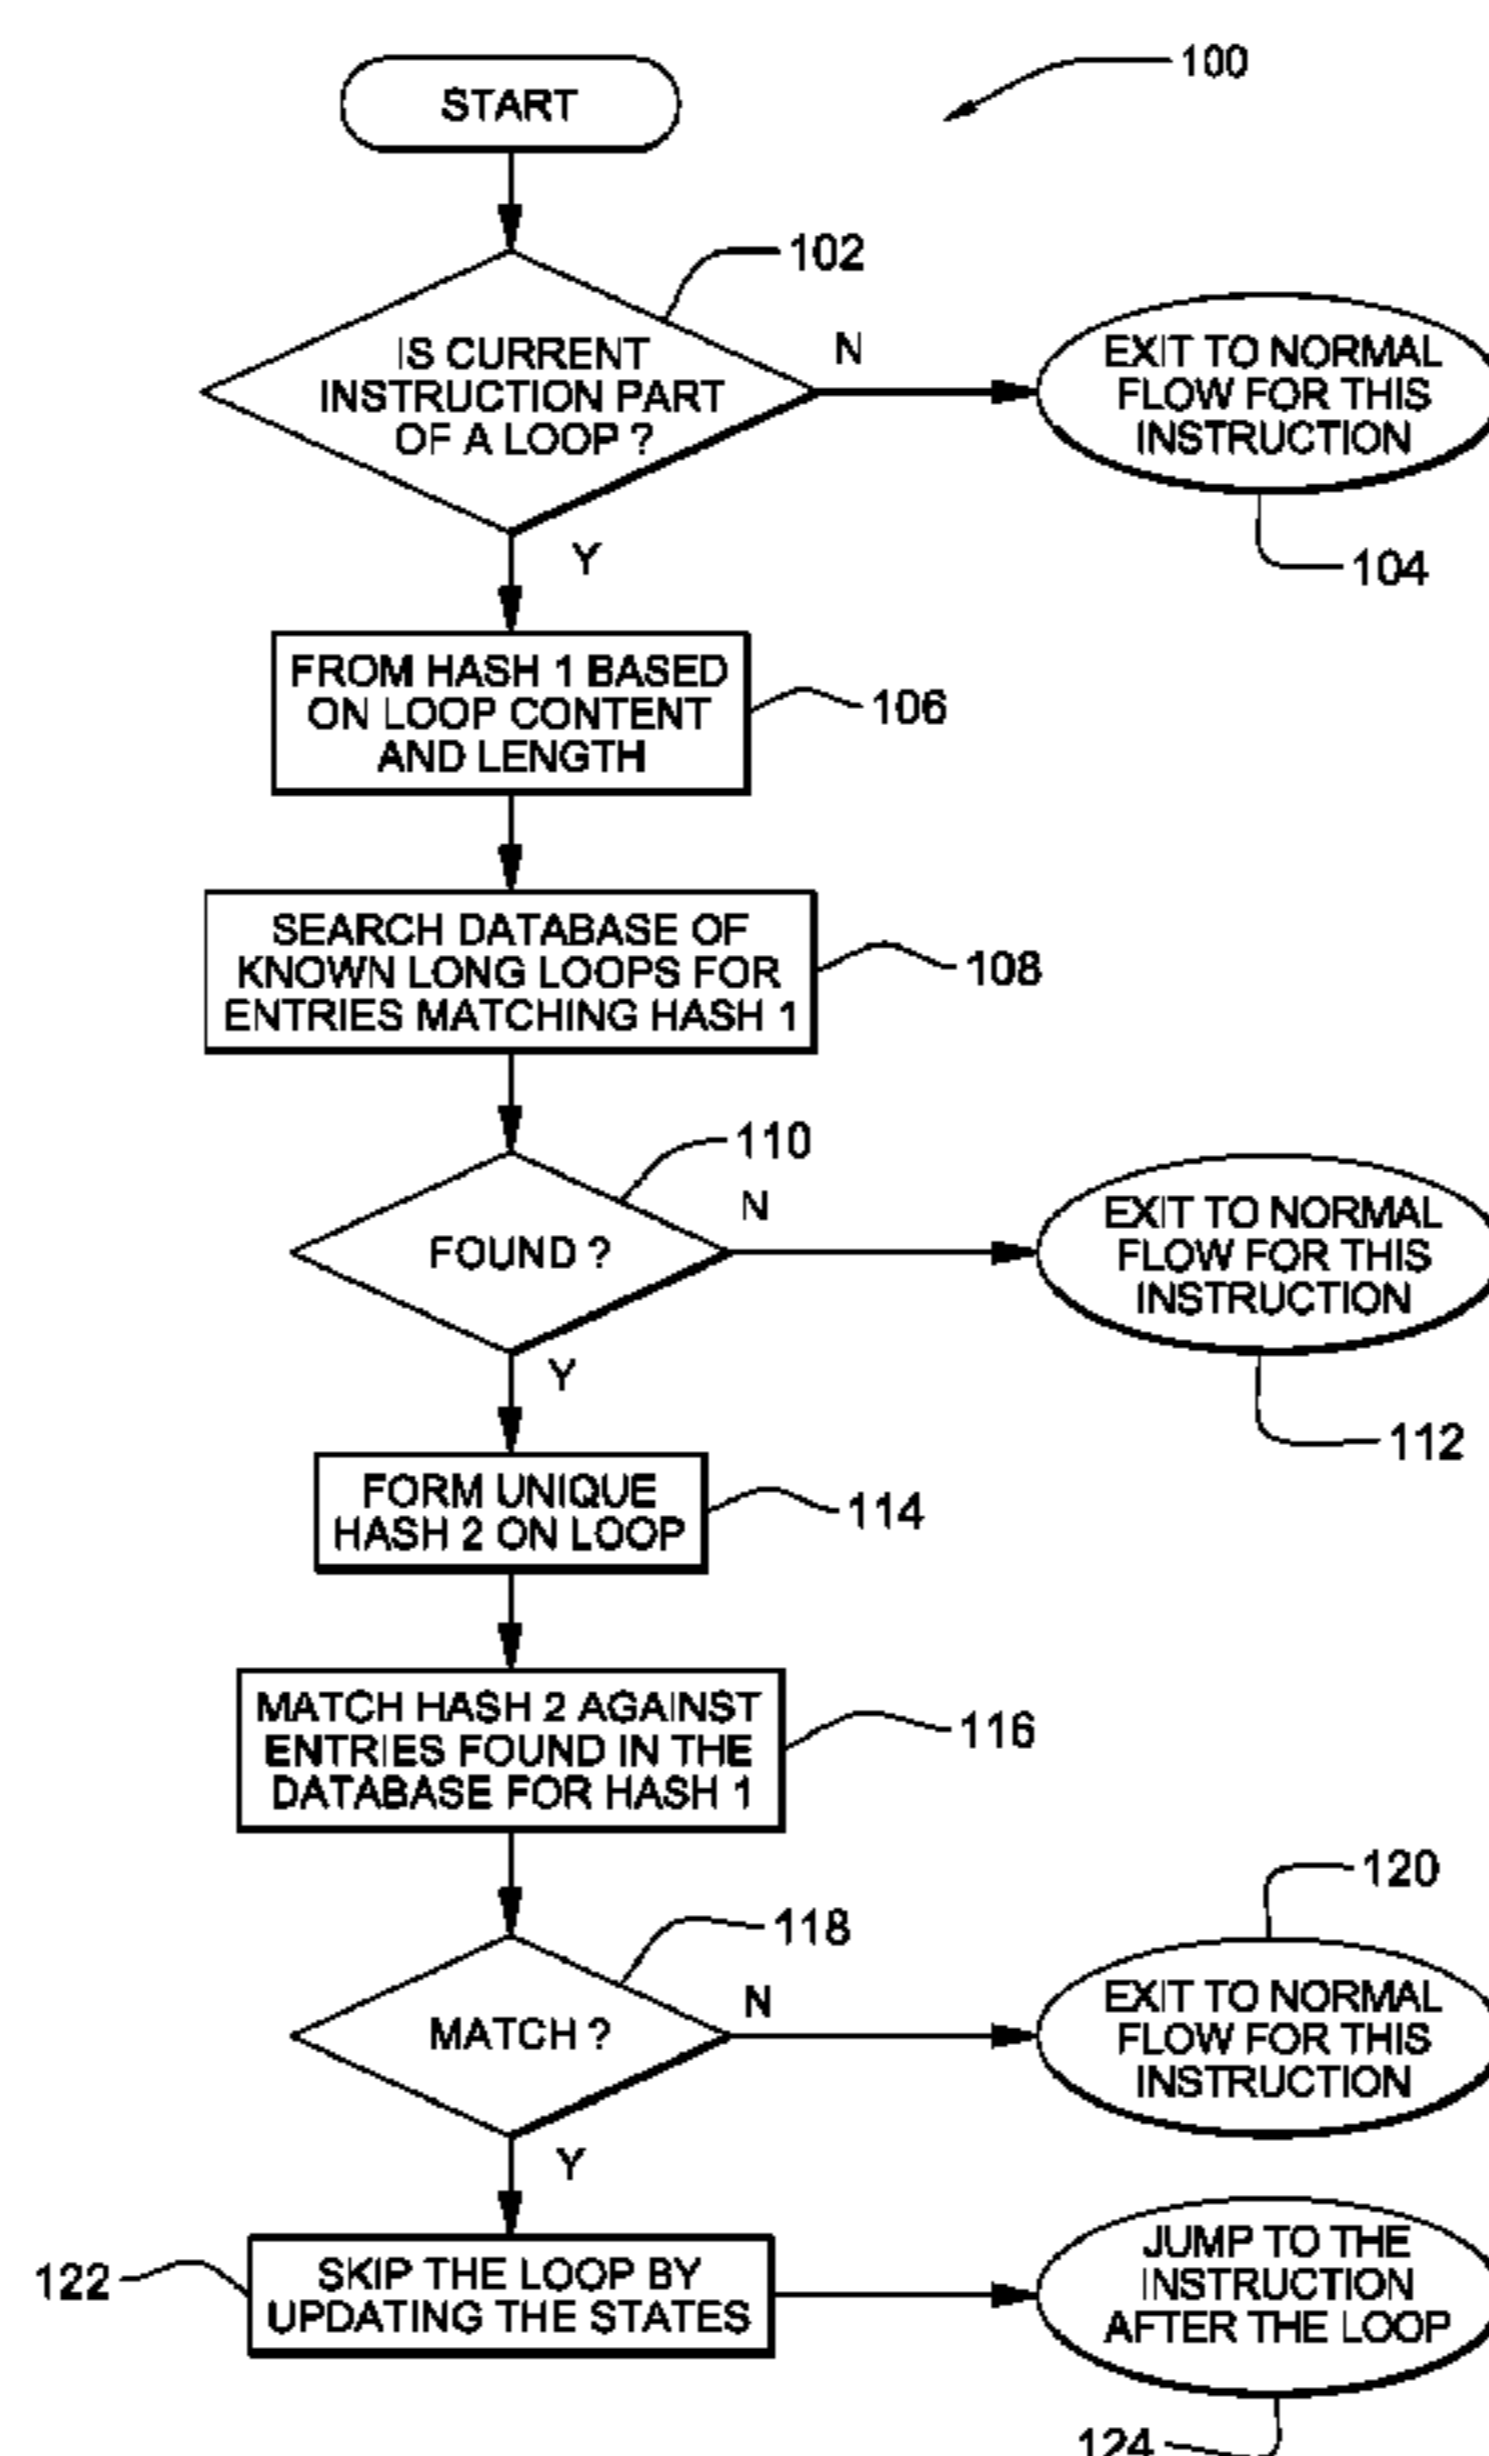 START
100
102
IS CURRENT
INSTRUCTION PART
OF A LOOP ?
N
EXIT TO NORMAL
FLOW FOR THIS
INSTRUCTION
104
Y
FROM HASH 1 BASED
ON LOOP CONTENT
AND LENGTH
106
SEARCH DATABASE OF
KNOWN LONG LOOPS FOR
ENTRIES MATCHING HASH 1
108
110
FOUND ?
N
EXIT TO NORMAL
FLOW FOR THIS
INSTRUCTION
112
Y
FORM UNIQUE
HASH 2 ON LOOP
114
MATCH HASH 2 AGAINST
ENTRIES FOUND IN THE
DATABASE FOR HASH 1
116
118
MATCH ?
N
120
EXIT TO NORMAL
FLOW FOR THIS
INSTRUCTION
Y
122
SKIP THE LOOP BY
UPDATING THE STATES
JUMP TO THE
INSTRUCTION
AFTER THE LOOP
124